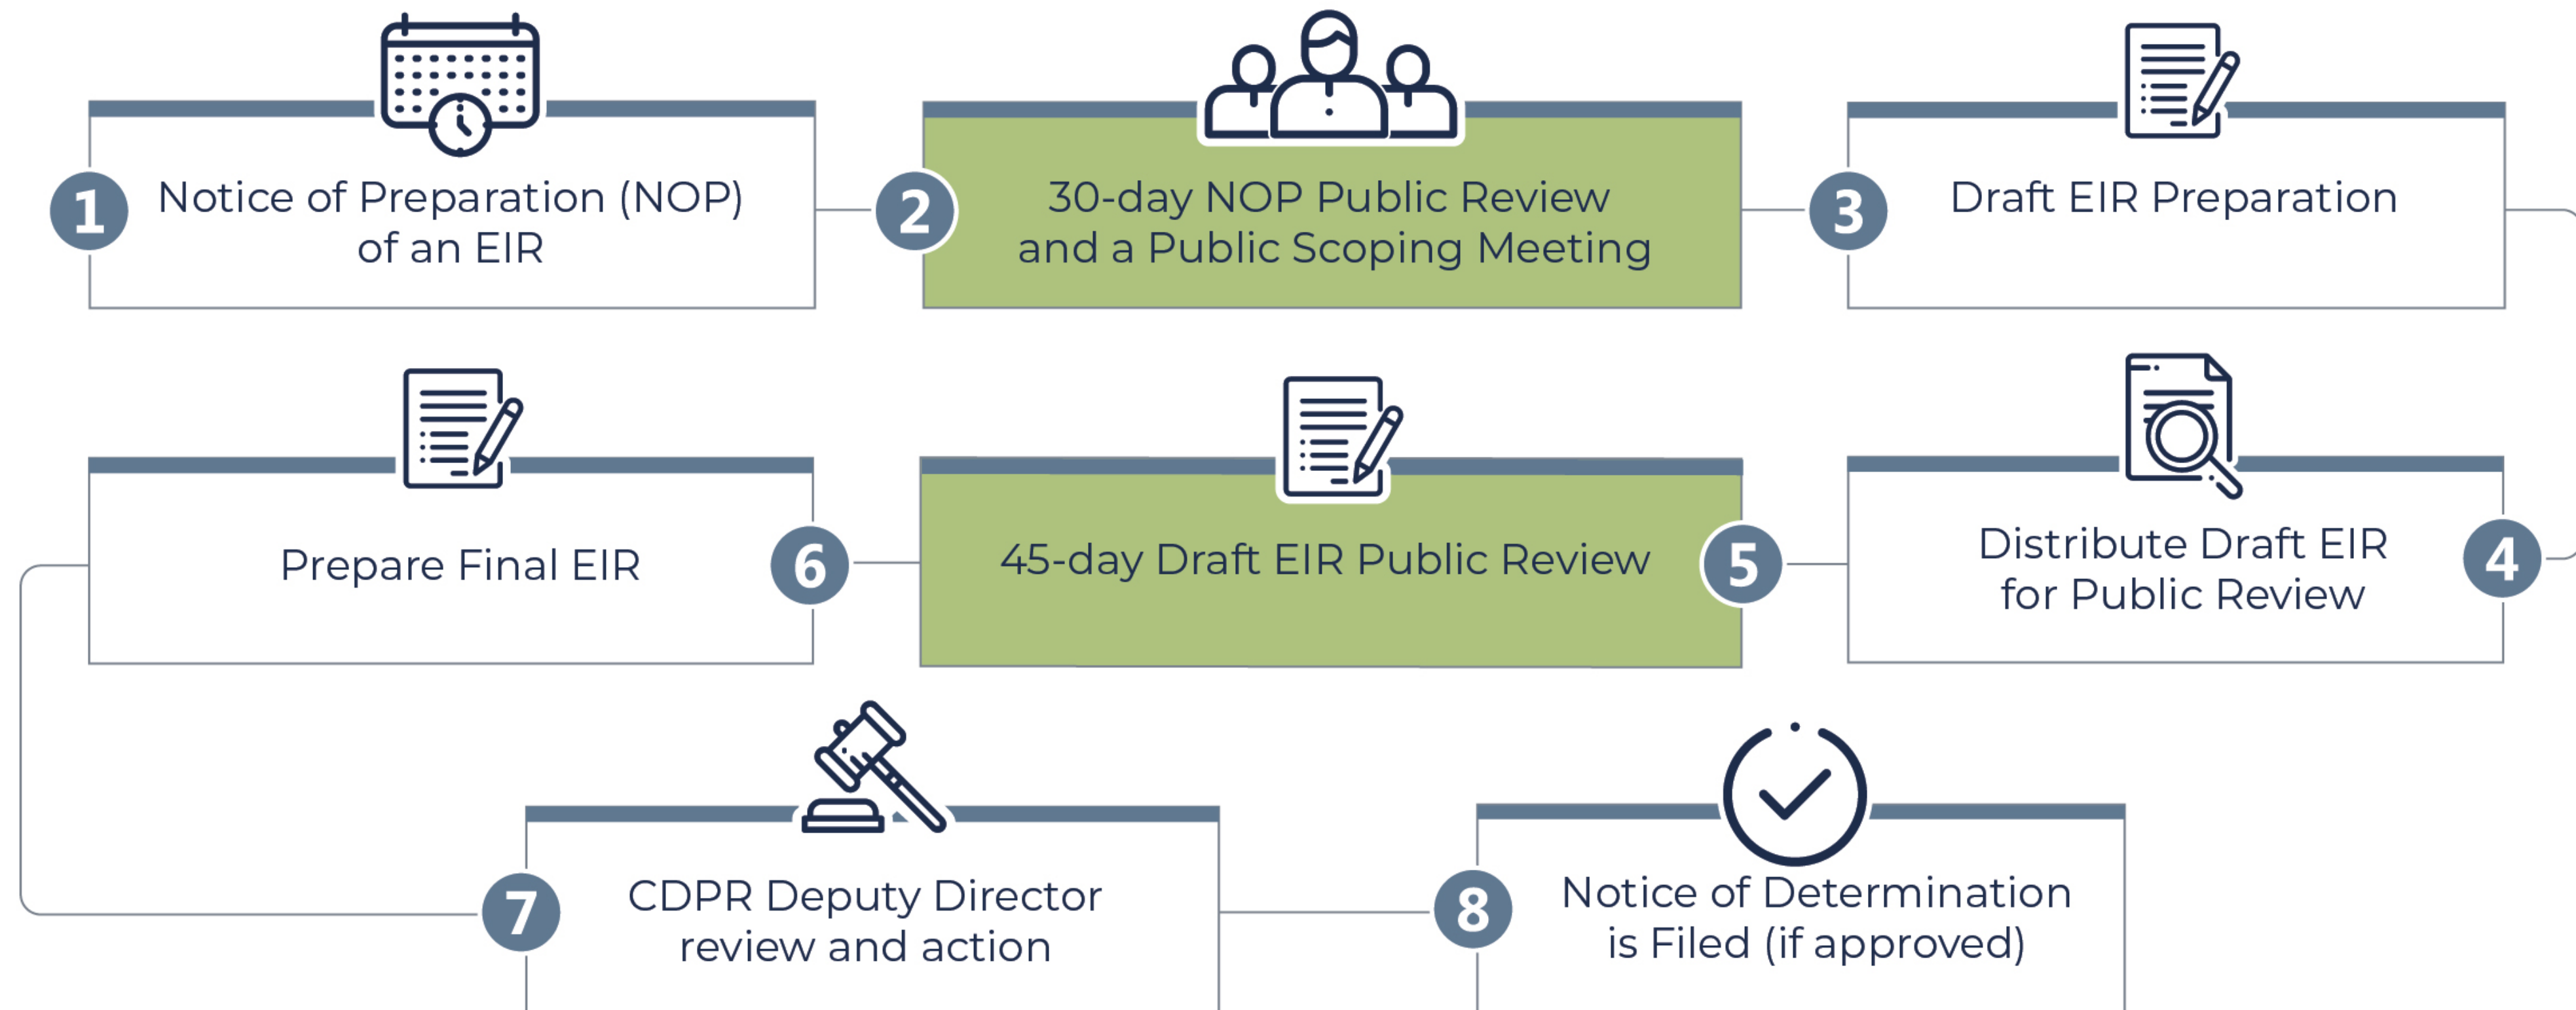 1
Notice of Preparation (NOP)
of an EIR
2
30-day NOP Public Review
and a Public Scoping Meeting
3
Draft EIR Preparation
4
Distribute Draft EIR
for Public Review
5
45-day Draft EIR Public Review
6
Prepare Final EIR
7
CDPR Deputy Director
review and action
8
Notice of Determination
is Filed (if approved)